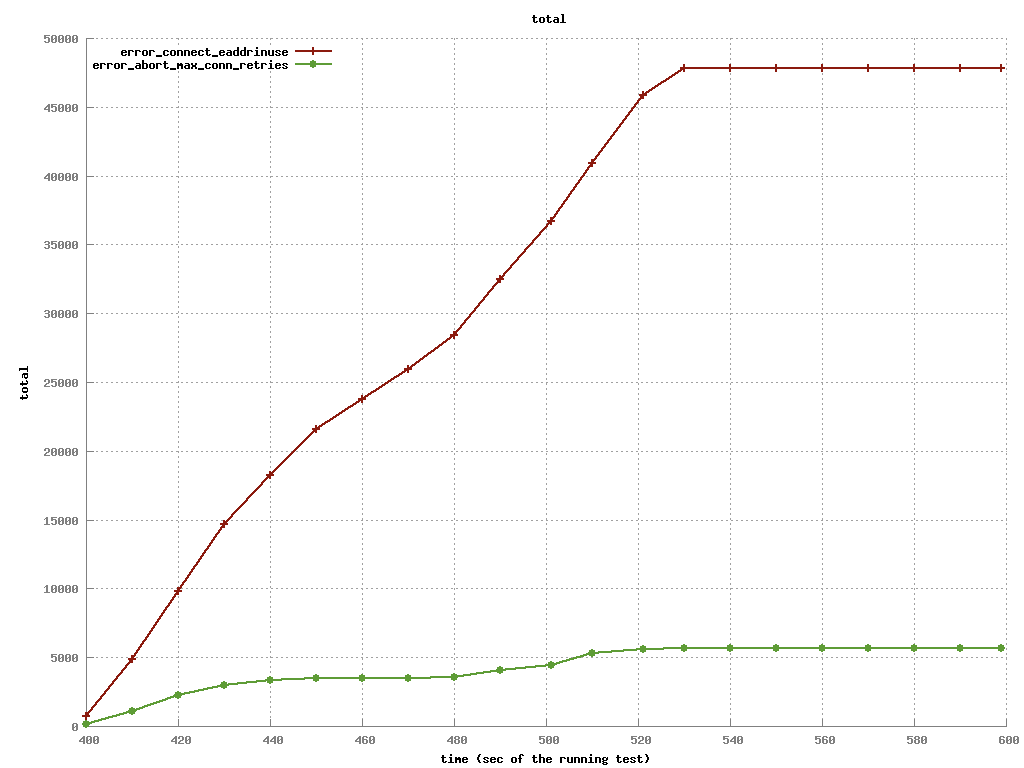 total
50000
error_connect_eaddrinuse
error_abort_max_conn_retries
45000
40000
35000
30000
25000
total
20000
15000
10000
5000
0
400 420 440 460 480 500 520 540 560 580 600
time (sec of the running test)